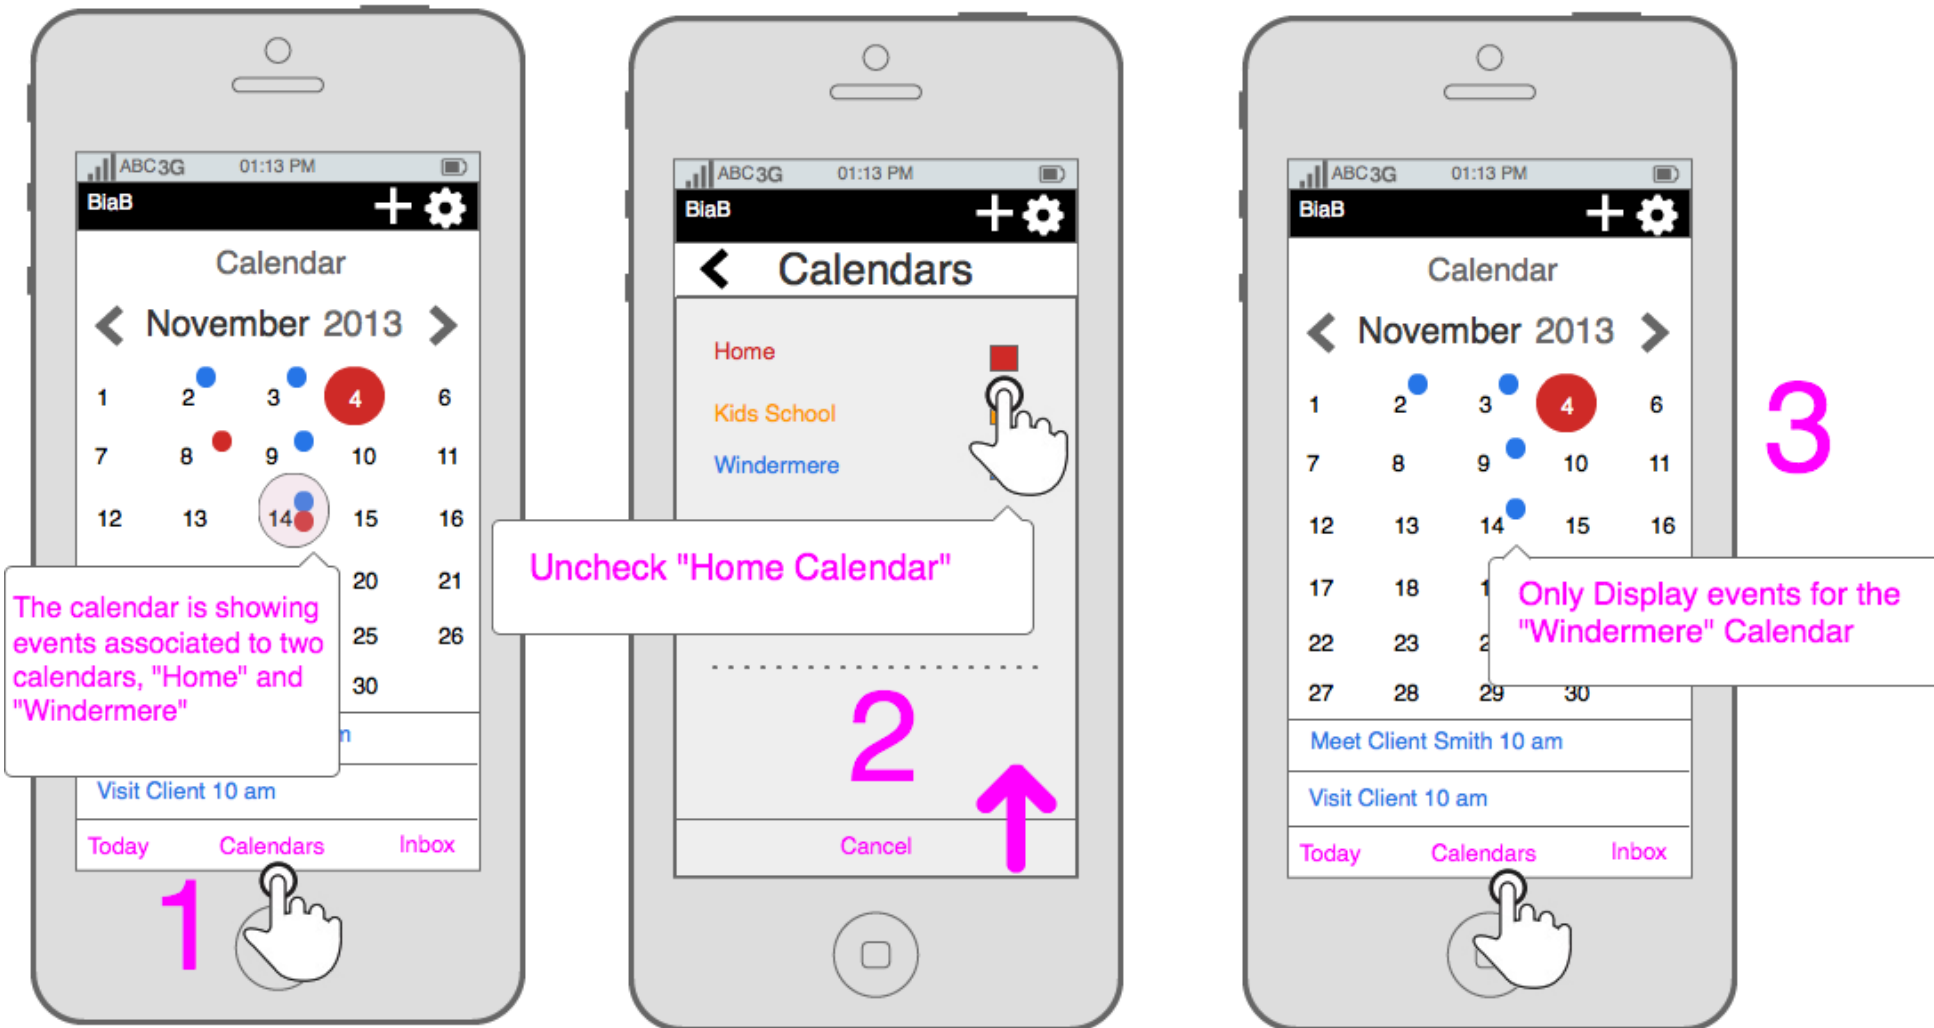 ABC 3G 01:13 PM
BiaB
Calendar
November 2013
1 2 3 4 6
7 8 9 10 11
12 13 14 15 16
20 21
25 26
30
The calendar is showing
events associated to two
calendars, "Home" and
"Windermere"
Visit Client 10 am
Today Calendars Inbox
1
ABC 3G 01:13 PM
BiaB
Calendars
Home
Kids School
Windermere
Uncheck "Home Calendar"
2
Cancel
ABC 3G 01:13 PM
BiaB
Calendar
November 2013
1 2 3 4 6
7 8 9 10 11
12 13 14 15 16
17 18
22 23
27 28 29 30
Only Display events for the
"Windermere" Calendar
Meet Client Smith 10 am
Visit Client 10 am
Today Calendars Inbox
3